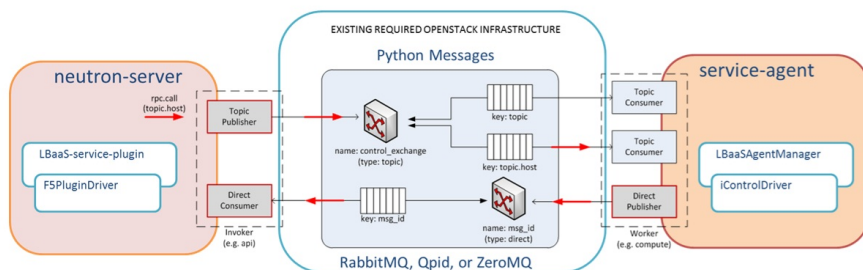 EXISTING REQUIRED OPENSTACK INFRASTRUCTURE
Python Messages
neutron-server
service-agent
rpc.call
(topic.host)
Topic
Publisher
key: topic
Topic
Consumer
name: control_exchange
(type: topic)
key: topic.host
Topic
Consumer
LBaaS-service-plugin
F5PluginDriver
LBaaSAgentManager
iControlDriver
Direct
Consumer
key: msg_id
Direct
Publisher
name: msg_id
(type: direct)
Invoker
(e.g. api)
Worker
(e.g. compute)
RabbitMQ, Qpid, or ZeroMQ